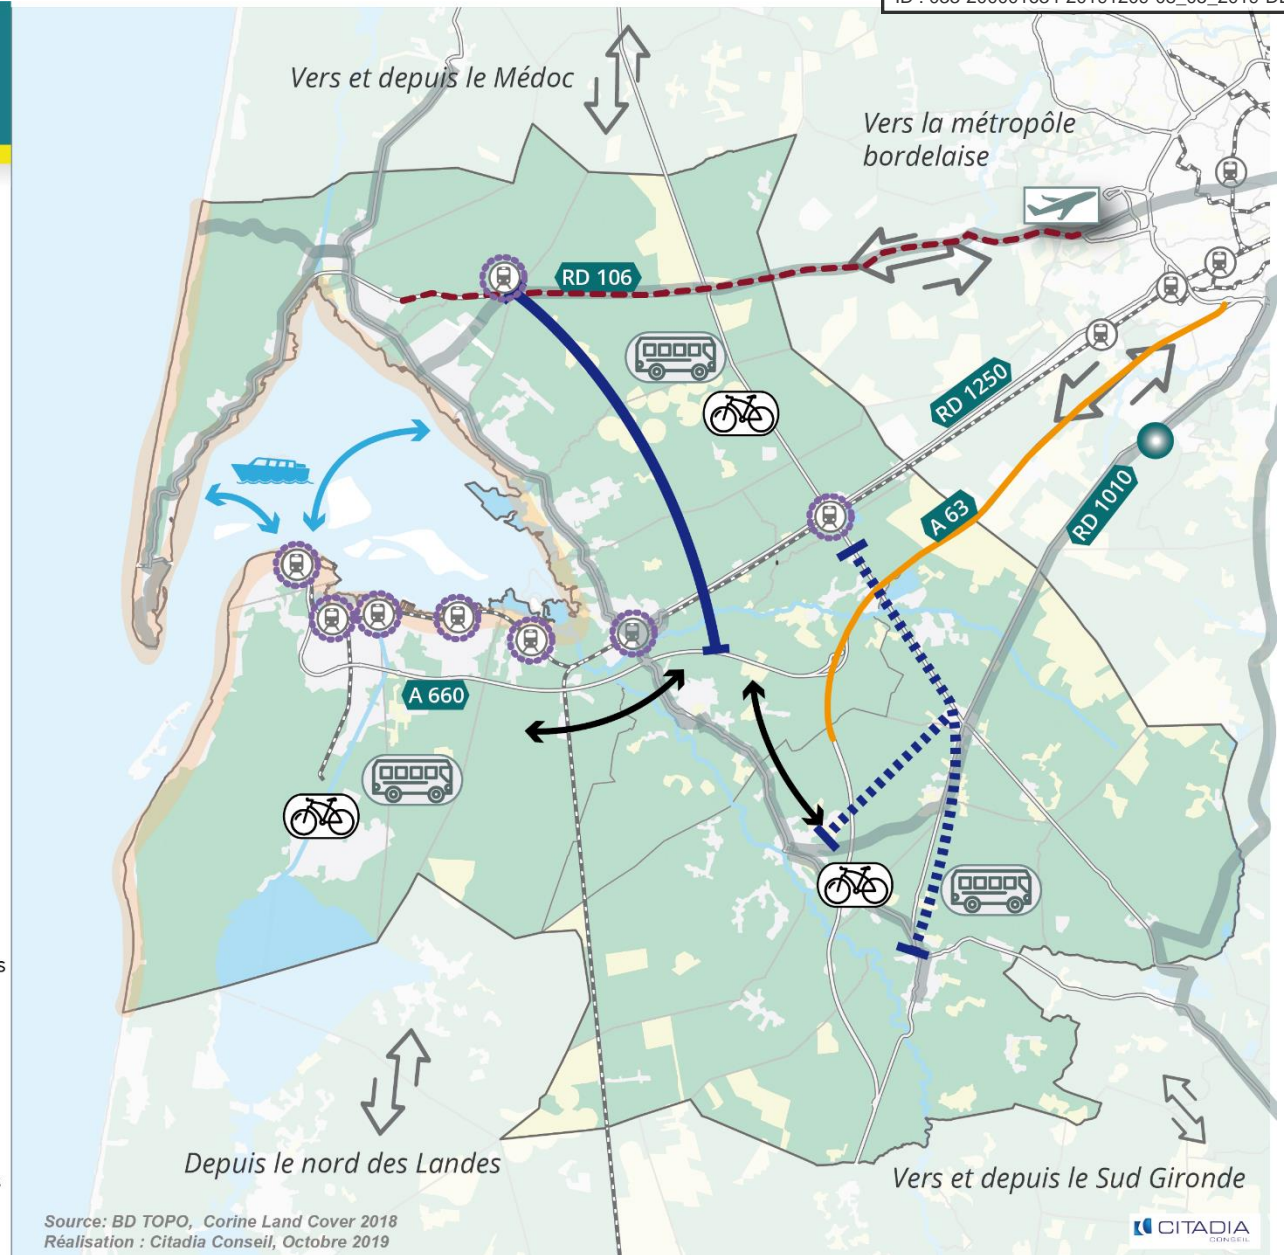 Vers et depuis le Médoc
Vers la métropôle
bordelaise
RD 106
RD 1250
A 63
RD 1010
A 660
Depuis le nord des Landes
Vers et depuis le Sud Gironde
Source: BD TOPO, Corine Land Cover 2018
Réalisation : Citadia Conseil, Octobre 2019
CITADIA
CONSEIL